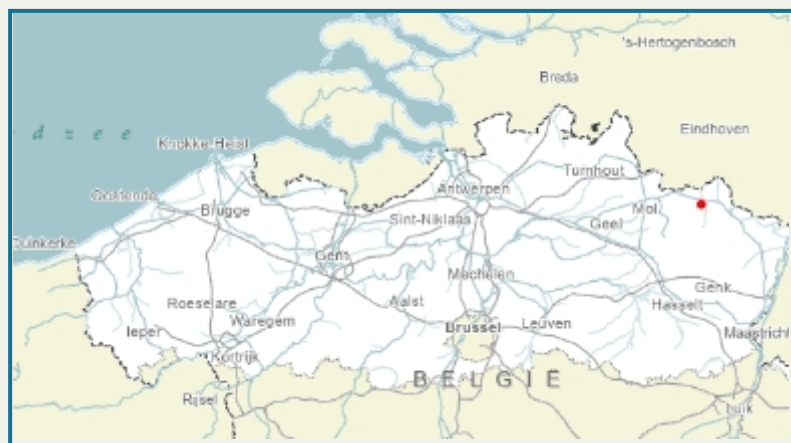 's-Hertogenbosch
Breda
d z e e
Eindhoven
Knokke-Heist
Turnhout
Oostende
Antwerpen
Brugge
Mol
Sint-Niklaas
Geel
Duinkerke
Gent
Mechelen
Genk
Roeselare
Aalst
Hasselt
Waregem
Brussel
Leuven
Ieper
Maastricht
Kortrijk
BELGIË
Rijsel
Luik